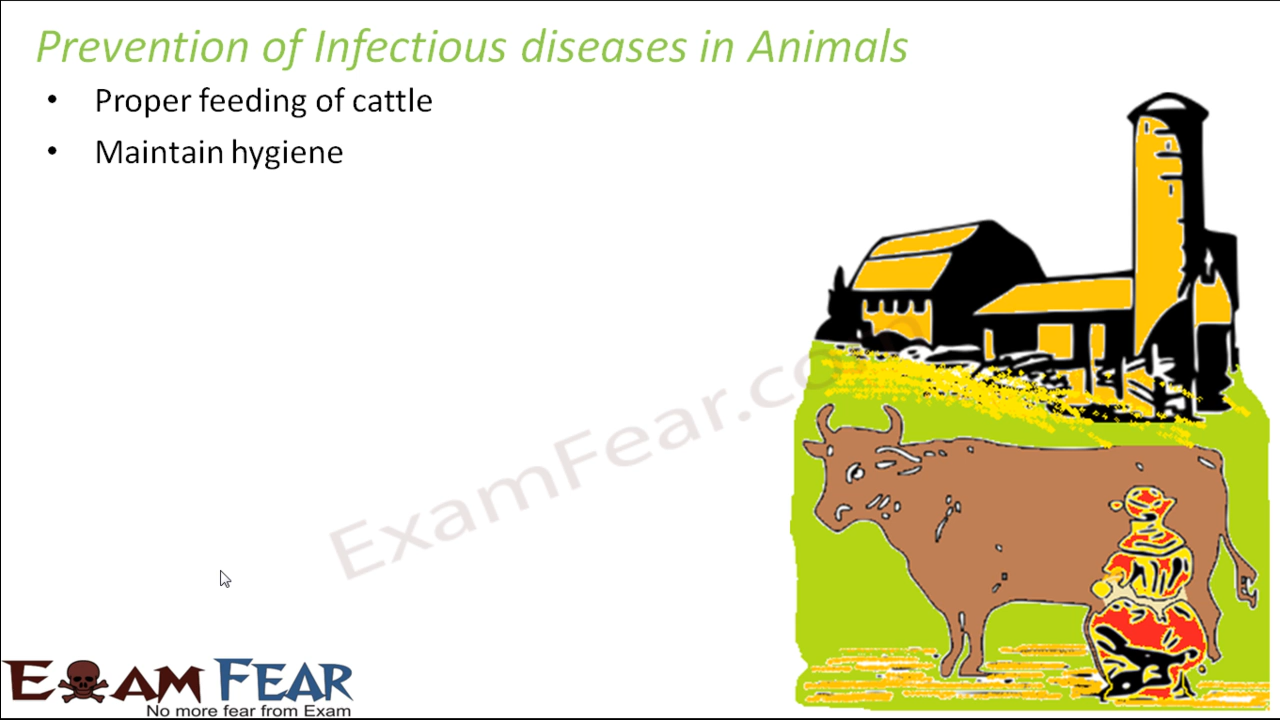 Prevention of Infectious diseases in Animals
• Proper feeding of cattle
• Maintain hygiene
ExamFear.com
EXAM FEAR
No more fear from Exam